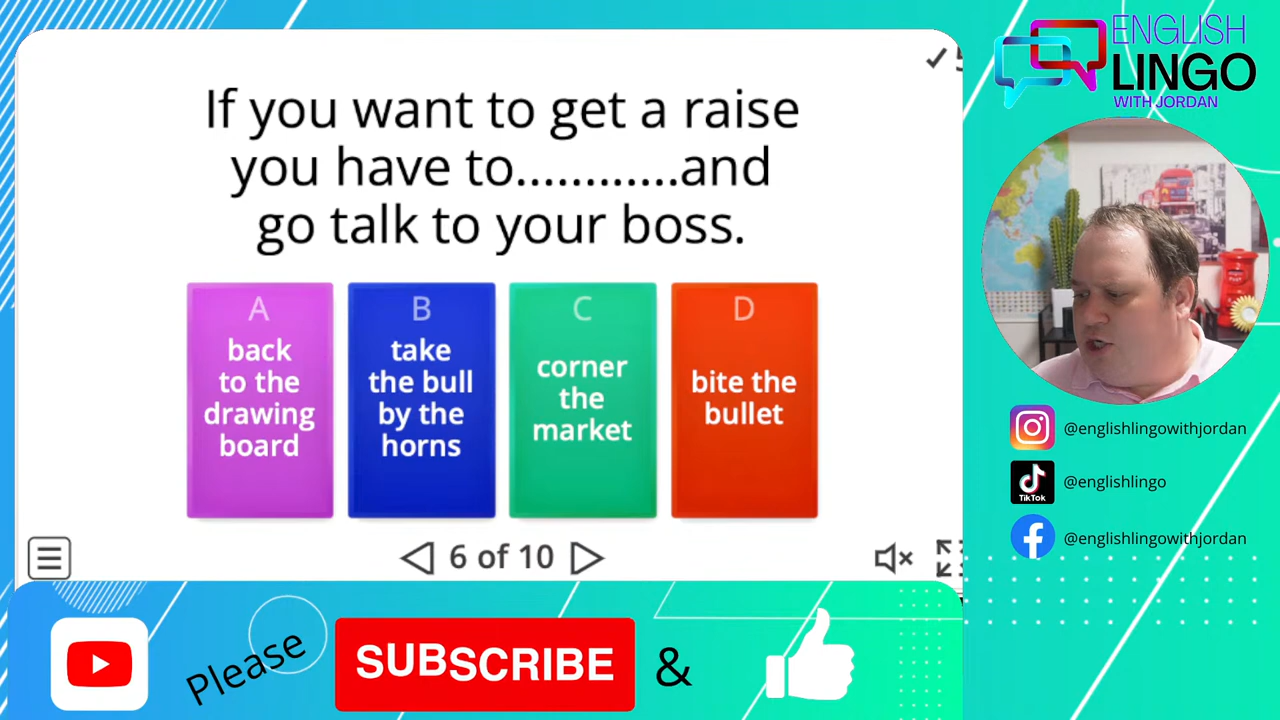 If you want to get a raise
you have to............and
go talk to your boss.
A
back
to the
drawing
board
B
take
the bull
by the
horns
C
corner
the
market
D
bite the
bullet
6 of 10
ENGLISH
LINGO
WITH JORDAN
@englishlingowithjordan
TikTok
@englishlingo
@englishlingowithjordan
Please
SUBSCRIBE
&